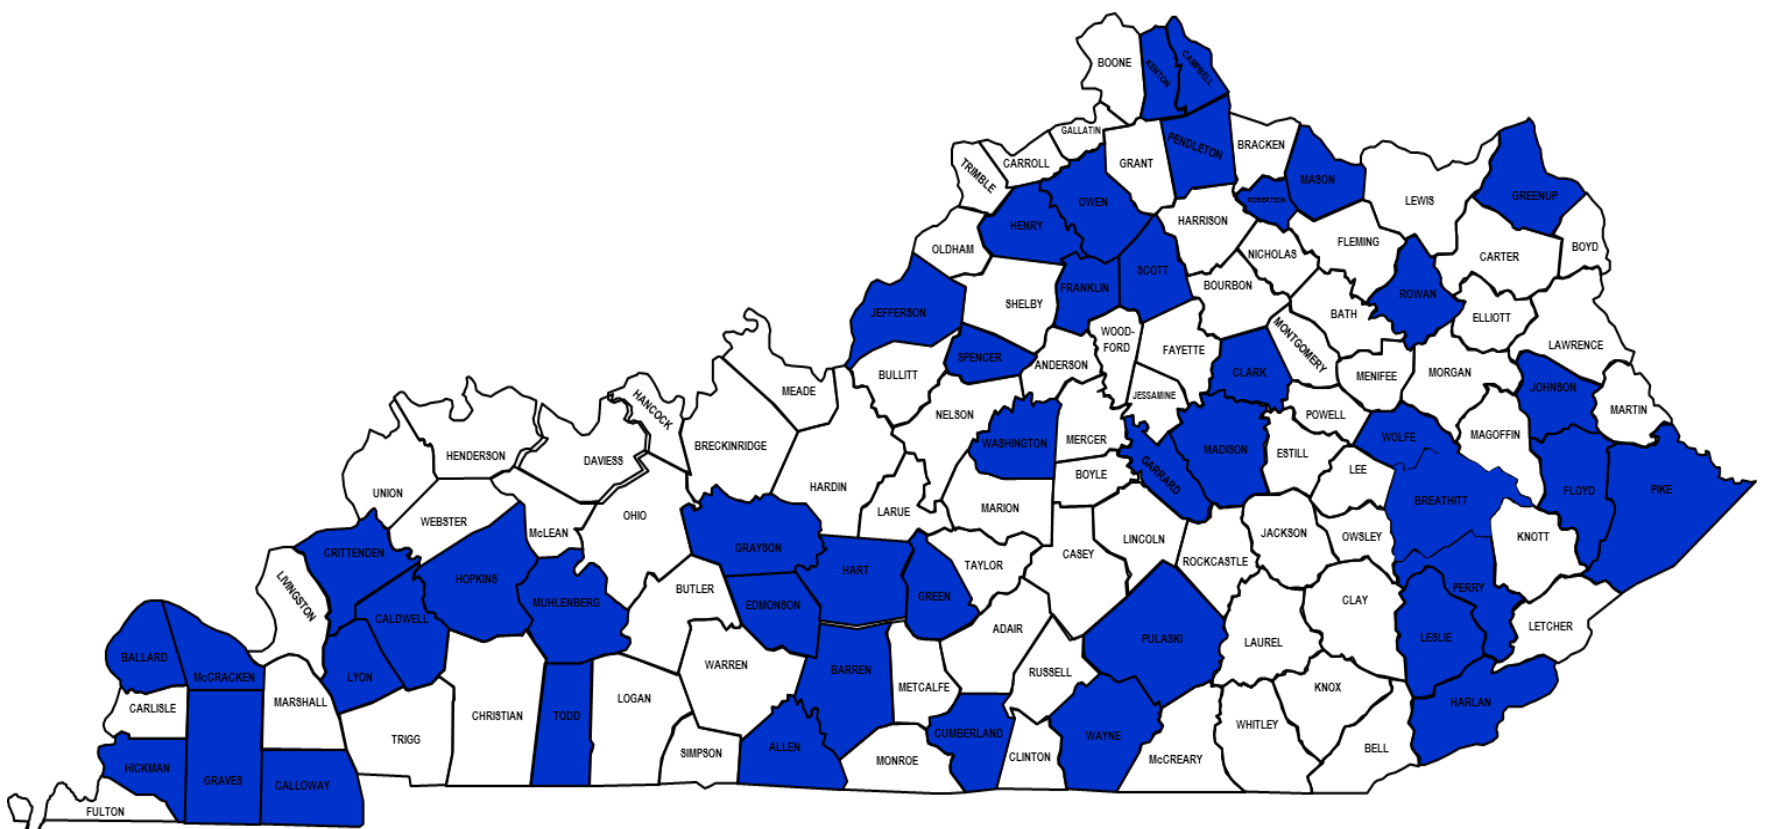 BOONE
KENTON
CAMPBELL
GALLATIN
CARROLL
TRIMBLE
GRANT
PENDLETON
BRACKEN
MASON
ROBERTSON
LEWIS
GREENUP
OWEN
HENRY
HARRISON
OLDHAM
NICHOLAS
FLEMING
CARTER
BOYD
SCOTT
FRANKLIN
SHELBY
BOURBON
ROWAN
JEFFERSON
BATH
ELLIOTT
WOOD-
FORD
FAYETTE
MONTGOMERY
LAWRENCE
SPENCER
ANDERSON
BULLITT
CLARK
MENIFEE
MORGAN
JOHNSON
MEADE
HANCOCK
JESSAMINE
MARTIN
NELSON
POWELL
WASHINGTON
MERCER
BRECKINRIDGE
WOLFE
MAGOFFIN
MADISON
ESTILL
HENDERSON
DAVIESS
GARRARD
LEE
BOYLE
HARDIN
UNION
BREATHITT
FLOYD
PIKE
LARUE
MARION
OHIO
WEBSTER
McLEAN
LINCOLN
JACKSON
OWSLEY
KNOTT
CRITTENDEN
GRAYSON
CASEY
ROCKCASTLE
TAYLOR
HART
HOPKINS
LIVINGSTON
BUTLER
PERRY
GREEN
MUHLENBERG
EDMONSON
CLAY
CALDWELL
ADAIR
LETCHER
PULASKI
LAUREL
LESLIE
BALLARD
WARREN
BARREN
RUSSELL
McCRACKEN
LYON
METCALFE
KNOX
MARSHALL
LOGAN
CARLISLE
CHRISTIAN
TODD
HARLAN
WHITLEY
CUMBERLAND
WAYNE
TRIGG
ALLEN
BELL
SIMPSON
CLINTON
McCREARY
MONROE
HICKMAN
GRAVES
CALLOWAY
FULTON